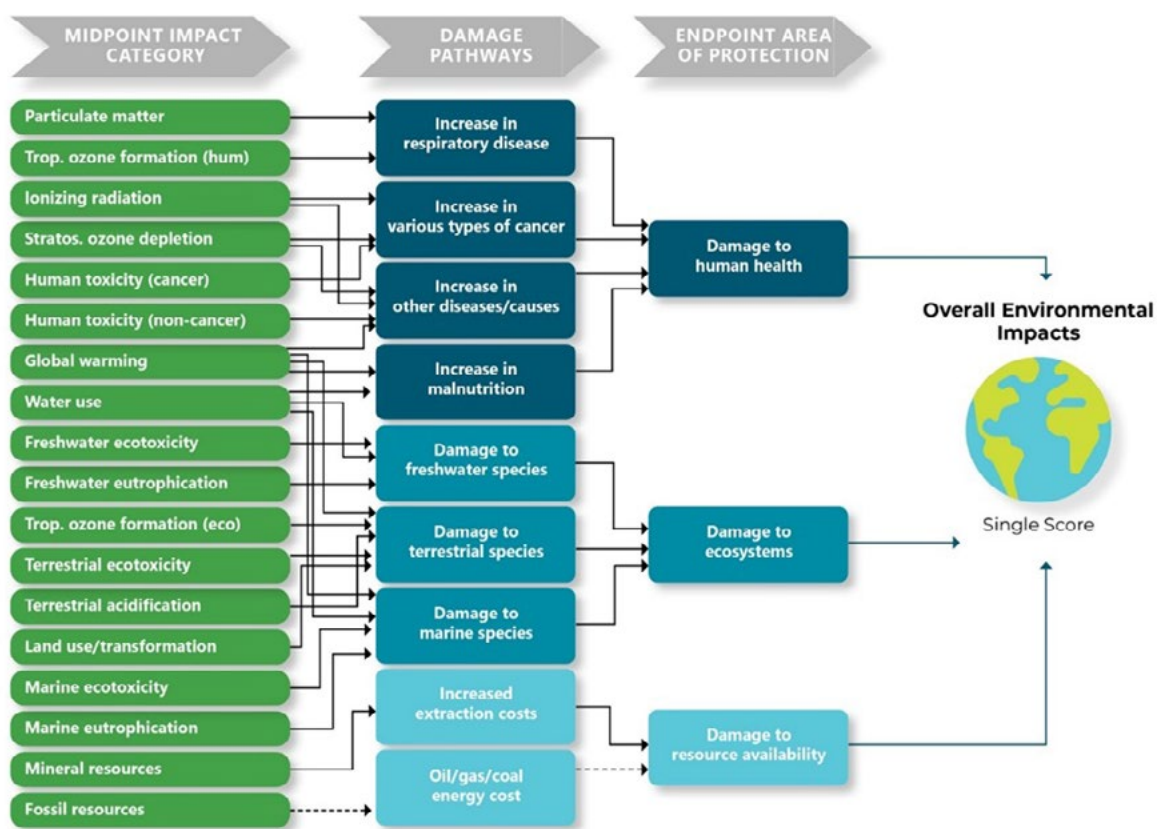 MIDPOINT IMPACT
CATEGORY
DAMAGE
PATHWAYS
ENDPOINT AREA
OF PROTECTION
Particulate matter
Trop. ozone formation (hum)
Ionizing radiation
Stratos. ozone depletion
Human toxicity (cancer)
Human toxicity (non-cancer)
Global warming
Water use
Freshwater ecotoxicity
Freshwater eutrophication
Trop. ozone formation (eco)
Terrestrial ecotoxicity
Terrestrial acidification
Land use/transformation
Marine ecotoxicity
Marine eutrophication
Mineral resources
Fossil resources
Increase in
respiratory disease
Increase in
various types of cancer
Increase in
other diseases/causes
Increase in
malnutrition
Damage to
freshwater species
Damage to
terrestrial species
Damage to
marine species
Increased
extraction costs
Oil/gas/coal
energy cost
Damage to
human health
Damage to
ecosystems
Damage to
resource availability
Overall Environmental
Impacts
Single Score